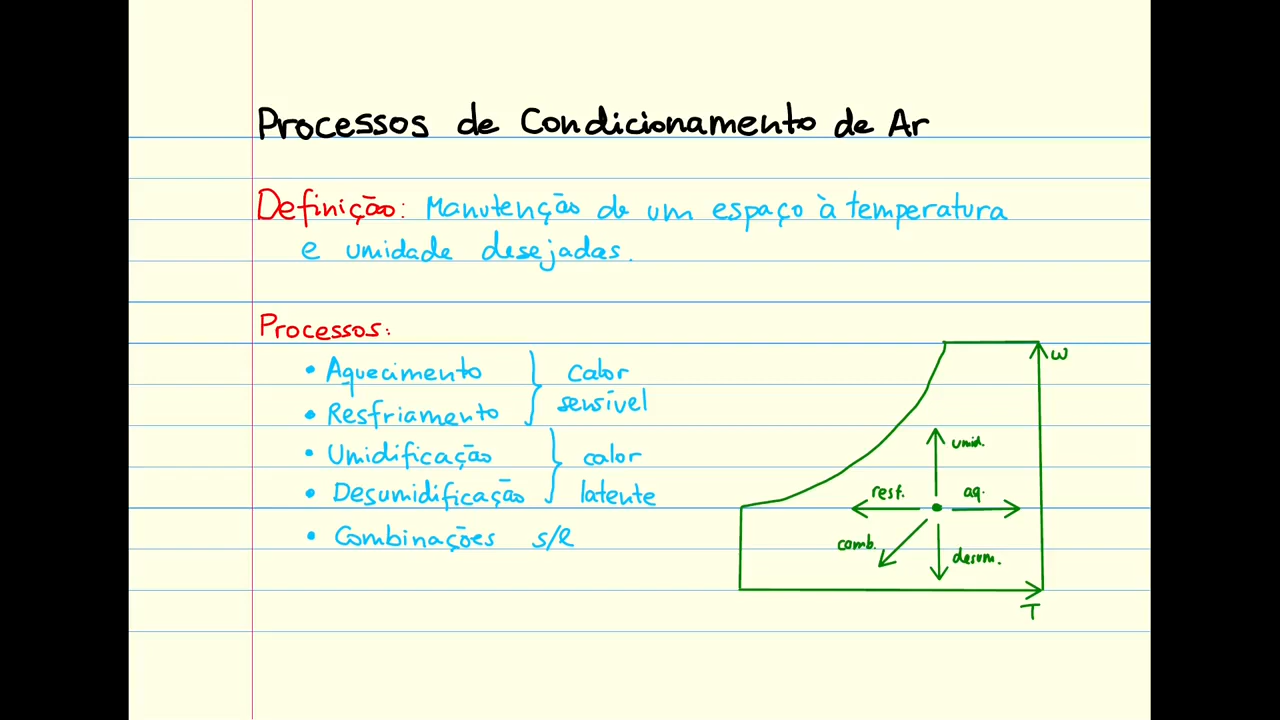 Processos de Condicionamento de Ar
Definição: Manutenção de um espaço à temperatura
e umidade desejadas.
Processos:
• Aquecimento
• Resfriamento
calor
sensível
• Umidificação
• Desumidificação
calor
latente
• Combinações s/l
ω
umid.
resf.
aq.
comb.
desum.
T